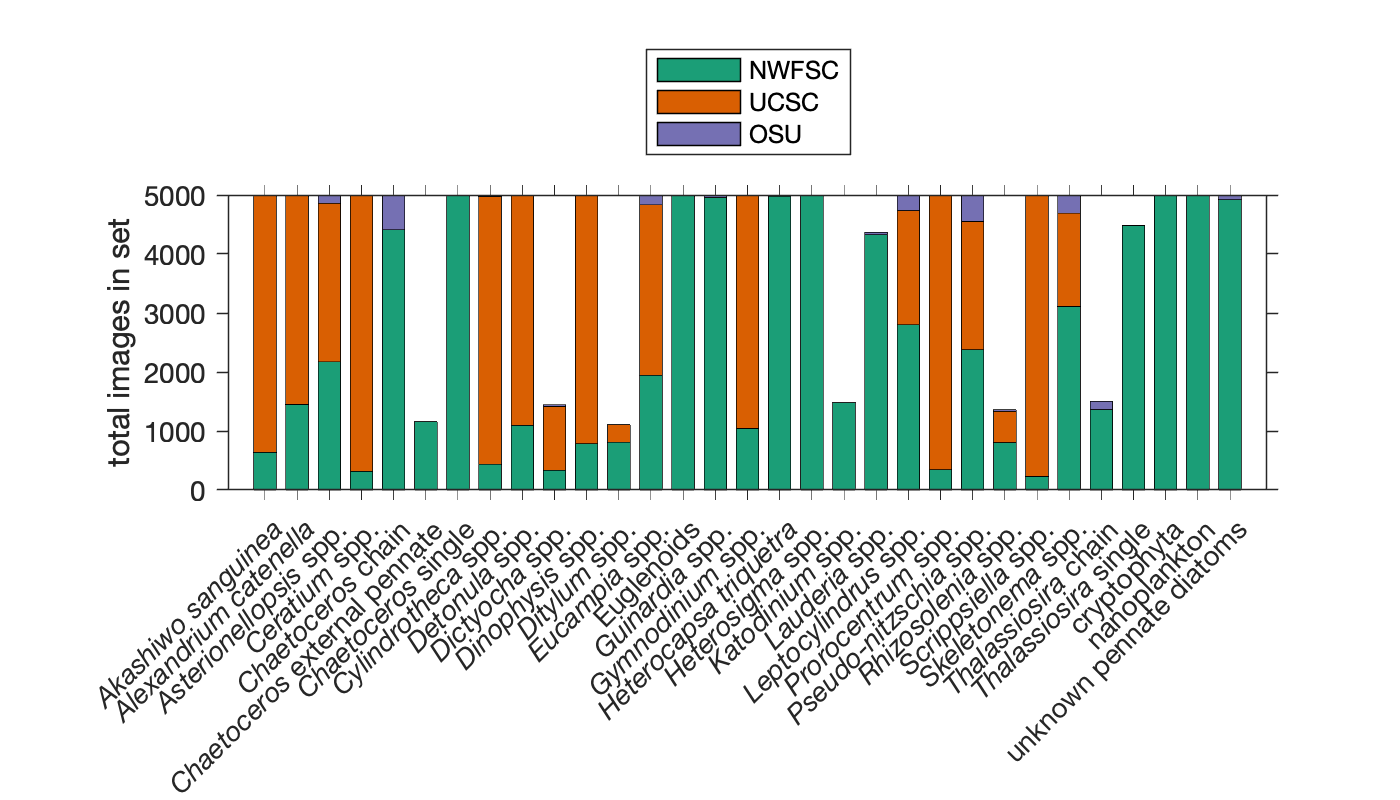 NWFSC
UCSC
OSU
total images in set
5000
4000
3000
2000
1000
0
Akashiwo sanguinea
Alexandrium catenella
Asterionellopsis spp.
Ceratium spp.
Chaetoceros chain
Chaetoceros external pennate
Chaetoceros single
Cylindrotheca spp.
Detonula spp.
Dictyocha spp.
Dinophysis spp.
Ditylum spp.
Eucampia spp.
Euglenoids
Guinardia spp.
Gymnodinium spp.
Heterocapsa triquetra
Heterosigma spp.
Katodinium spp.
Lauderia spp.
Leptocylindrus spp.
Prorocentrum spp.
Pseudo-nitzschia spp.
Rhizosolenia spp.
Scrippsiella spp.
Skeletonema spp.
Thalassiosira chain
Thalassiosira single
cryptophyta
nanoplankton
unknown pennate diatoms